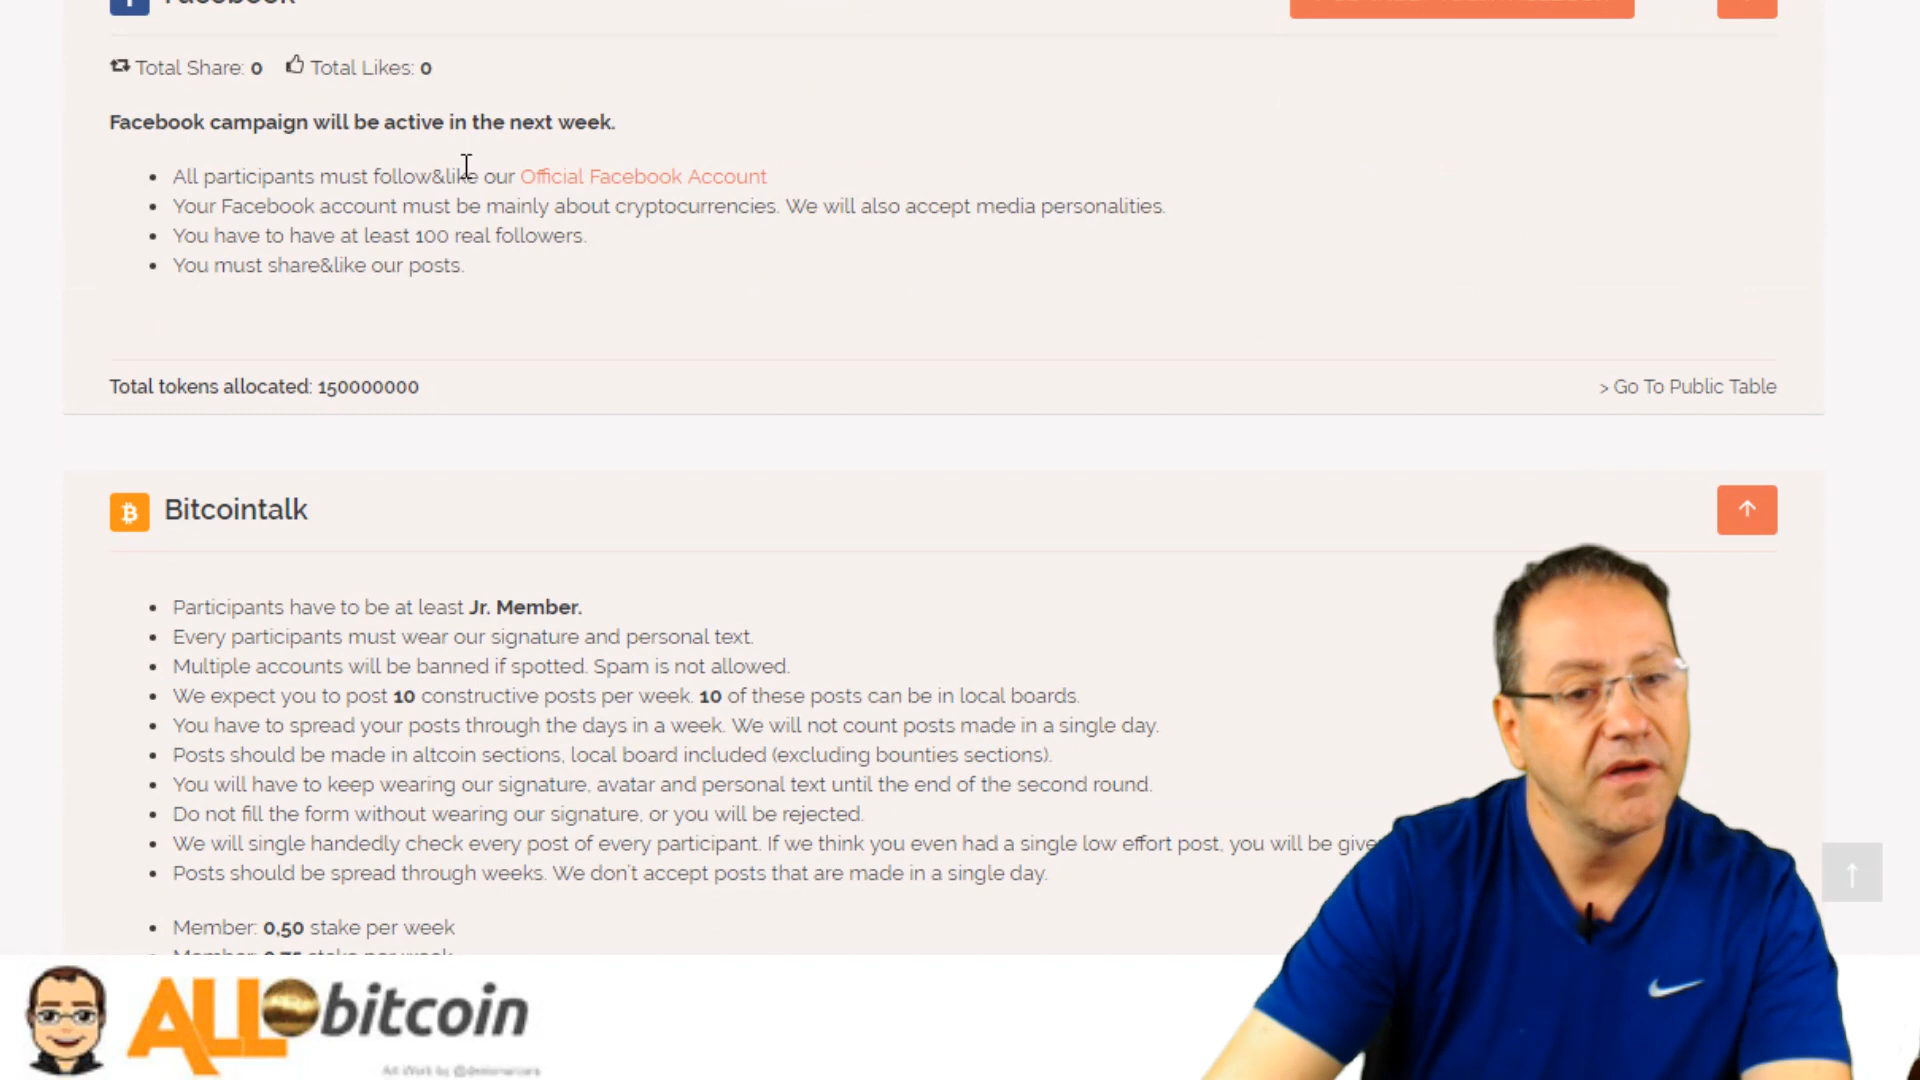 Facebook
Total Share: 0 Total Likes: 0
Facebook campaign will be active in the next week.
All participants must follow&like our Official Facebook Account
Your Facebook account must be mainly about cryptocurrencies. We will also accept media personalities.
You have to have at least 100 real followers.
You must share&like our posts.
Total tokens allocated: 150000000
> Go To Public Table
Bitcointalk
Participants have to be at least Jr. Member.
Every participants must wear our signature and personal text.
Multiple accounts will be banned if spotted. Spam is not allowed.
We expect you to post 10 constructive posts per week. 10 of these posts can be in local boards.
You have to spread your posts through the days in a week. We will not count posts made in a single day.
Posts should be made in altcoin sections, local board included (excluding bounties sections).
You will have to keep wearing our signature, avatar and personal text until the end of the second round.
Do not fill the form without wearing our signature, or you will be rejected.
We will single handedly check every post of every participant. If we think you even had a single low effort post, you will be give
Posts should be spread through weeks. We don't accept posts that are made in a single day.
Member: 0,50 stake per week
Member: 0,75 stake per week
ALL bitcoin
Art Work by